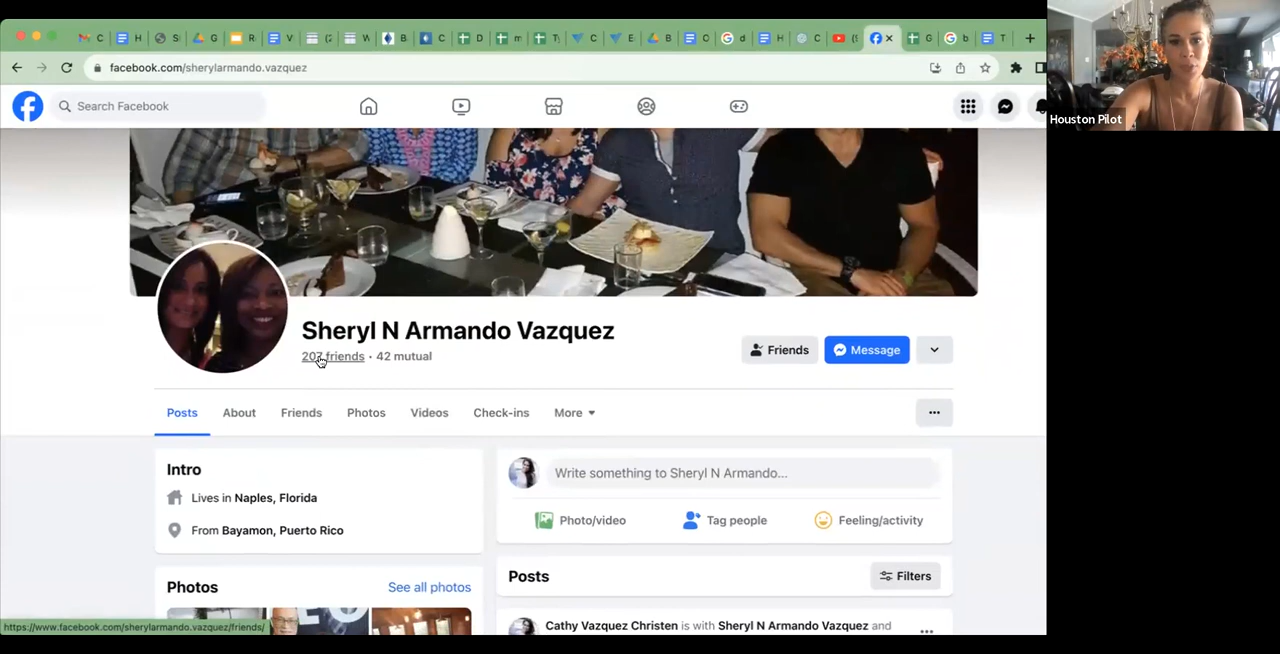 facebook.com/sherylarmando.vazquez
Search Facebook
Houston Pilot
Sheryl N Armando Vazquez
207 friends · 42 mutual
Friends
Message
Posts
About
Friends
Photos
Videos
Check-ins
More
Intro
Lives in Naples, Florida
From Bayamon, Puerto Rico
Write something to Sheryl N Armando...
Photo/video
Tag people
Feeling/activity
Photos
See all photos
Posts
Filters
https://www.facebook.com/sherylarmando.vazquez/friends/
Cathy Vazquez Christen is with Sheryl N Armando Vazquez and